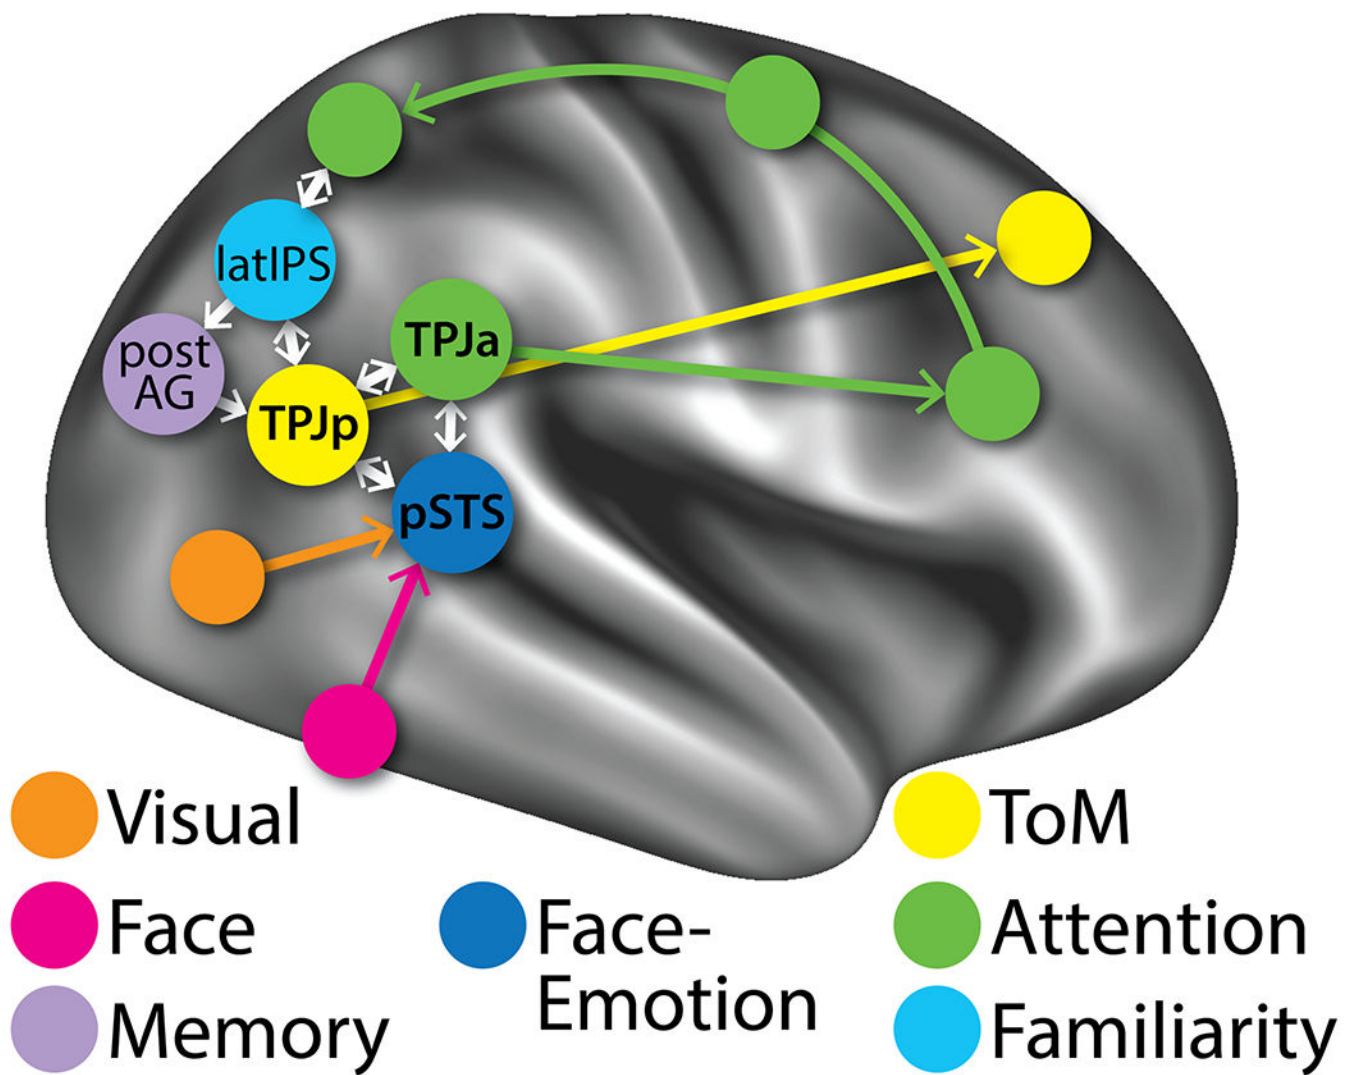 latIPS
TPJa
post
AG
TPJp
pSTS
Visual
ToM
Face
Face-
Emotion
Attention
Memory
Familiarity